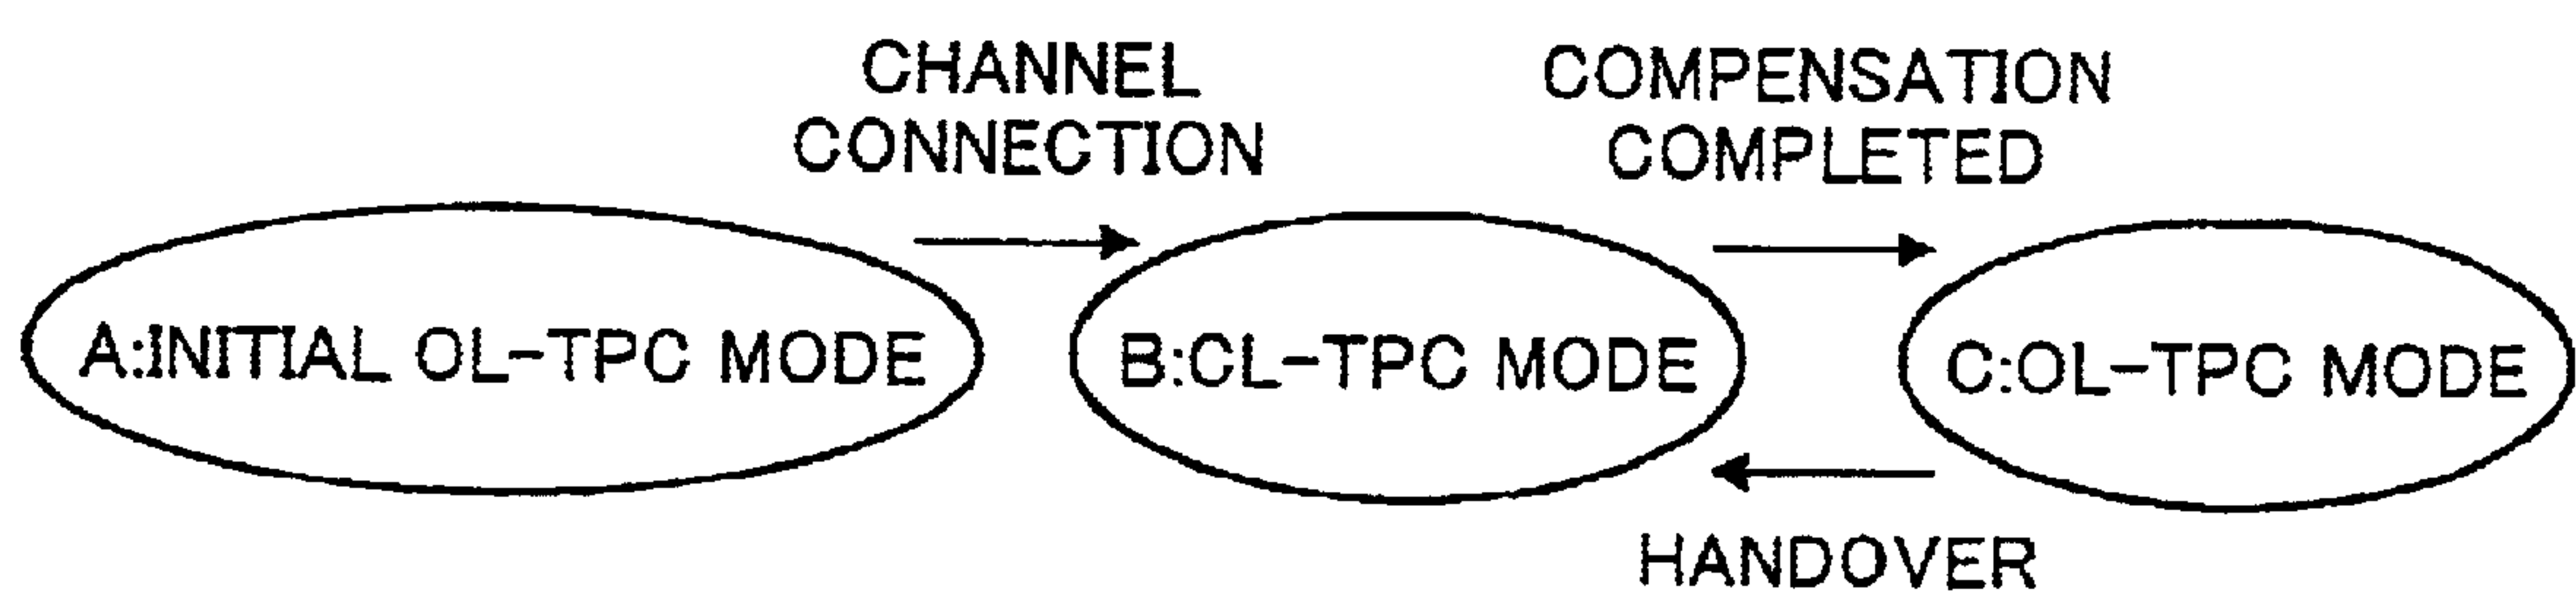 CHANNEL
CONNECTION
COMPENSATION
COMPLETED
A:INITIAL OL-TPC MODE
B:CL-TPC MODE
C:OL-TPC MODE
HANDOVER